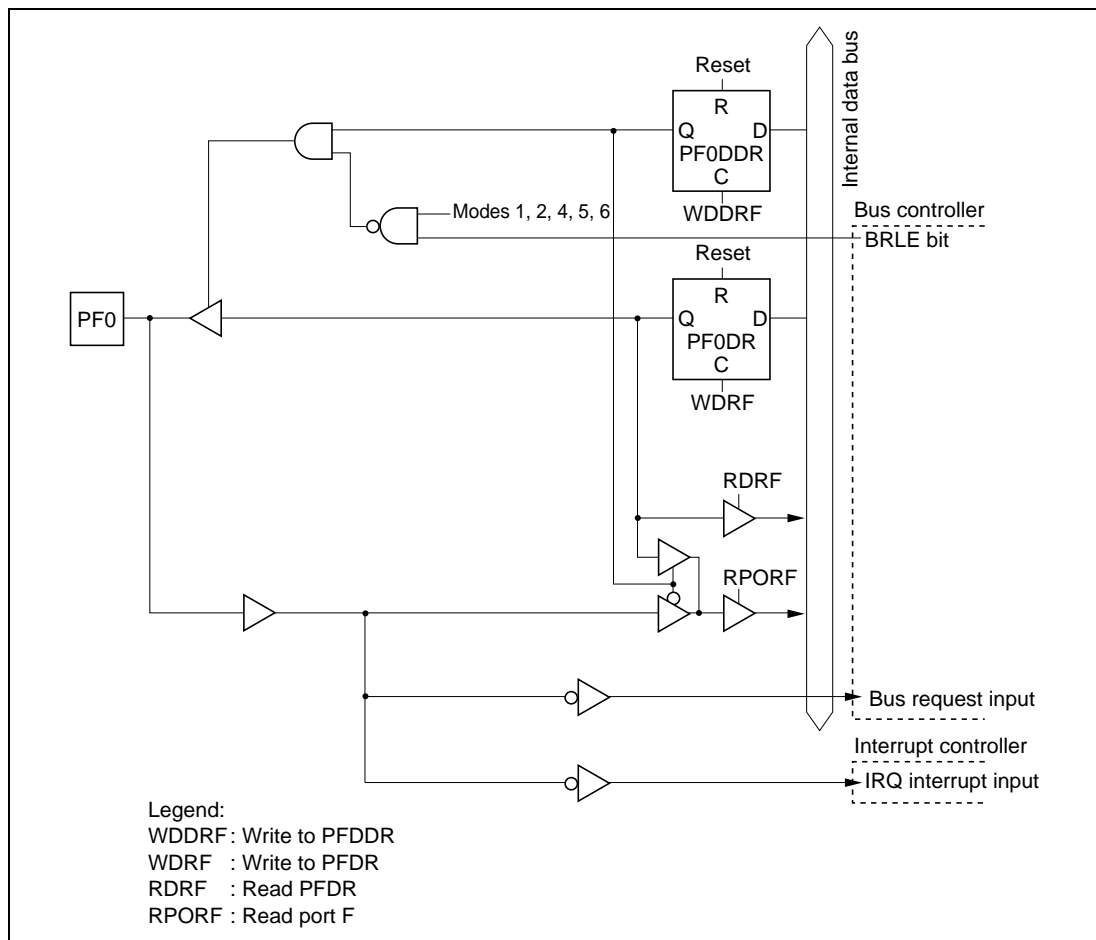 Internal data bus
Reset
R
Q
D
PF0DDR
C
WDDRF
Modes 1, 2, 4, 5, 6
Bus controller
BRLE bit
Reset
R
PF0
Q
D
PF0DR
C
WDRF
RDRF
RPORF
Bus request input
Interrupt controller
IRQ interrupt input
Legend:
WDDRF : Write to PFDDR
WDRF : Write to PFDR
RDRF : Read PFDR
RPORF : Read port F